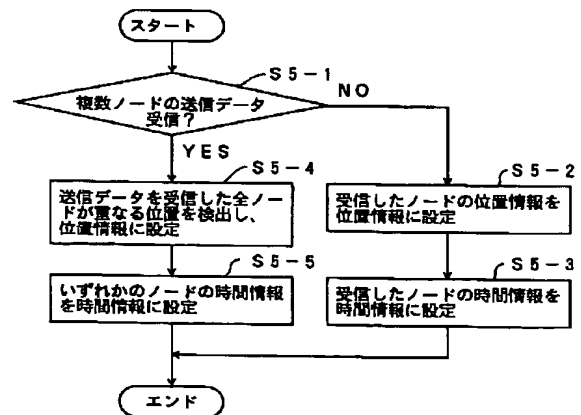 スタート
S5-1
複数ノードの送信データ
受信？
NO
YES
S5-4
送信データを受信した全ノー
ドが重なる位置を検出し、
位置情報に設定
S5-2
受信したノードの位置情報を
位置情報に設定
S5-5
いずれかのノードの時間情報
を時間情報に設定
S5-3
受信したノードの時間情報を
時間情報に設定
エンド